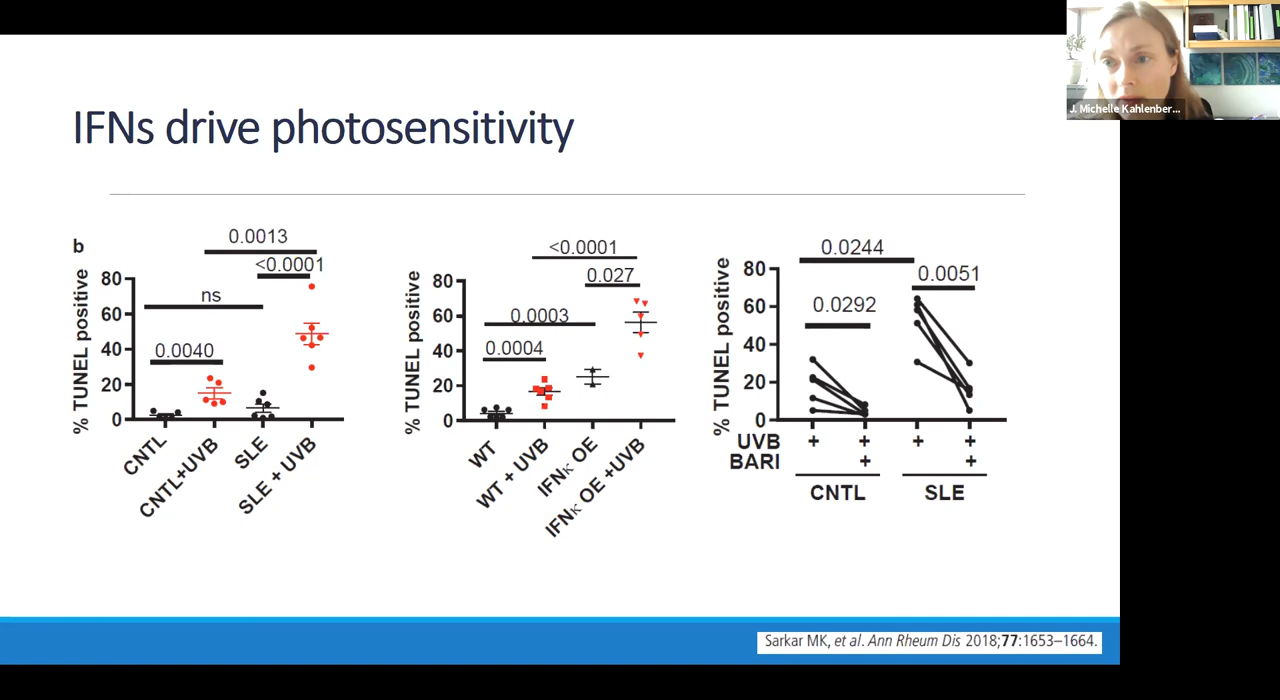 J. Michelle Kahlenber...
IFNs drive photosensitivity
b
% TUNEL positive
80
60
40
20
0
0.0013
<0.0001
ns
0.0040
CNTL
CNTL+UVB
SLE
SLE + UVB
% TUNEL positive
80
60
40
20
0
<0.0001
0.027
0.0003
0.0004
WT
WT + UVB
IFNκ OE
IFNκ OE +UVB
% TUNEL positive
80
60
40
20
0
0.0244
0.0051
0.0292
UVB + + + +
BARI + +
CNTL SLE
Sarkar MK, et al. Ann Rheum Dis 2018;77:1653–1664.